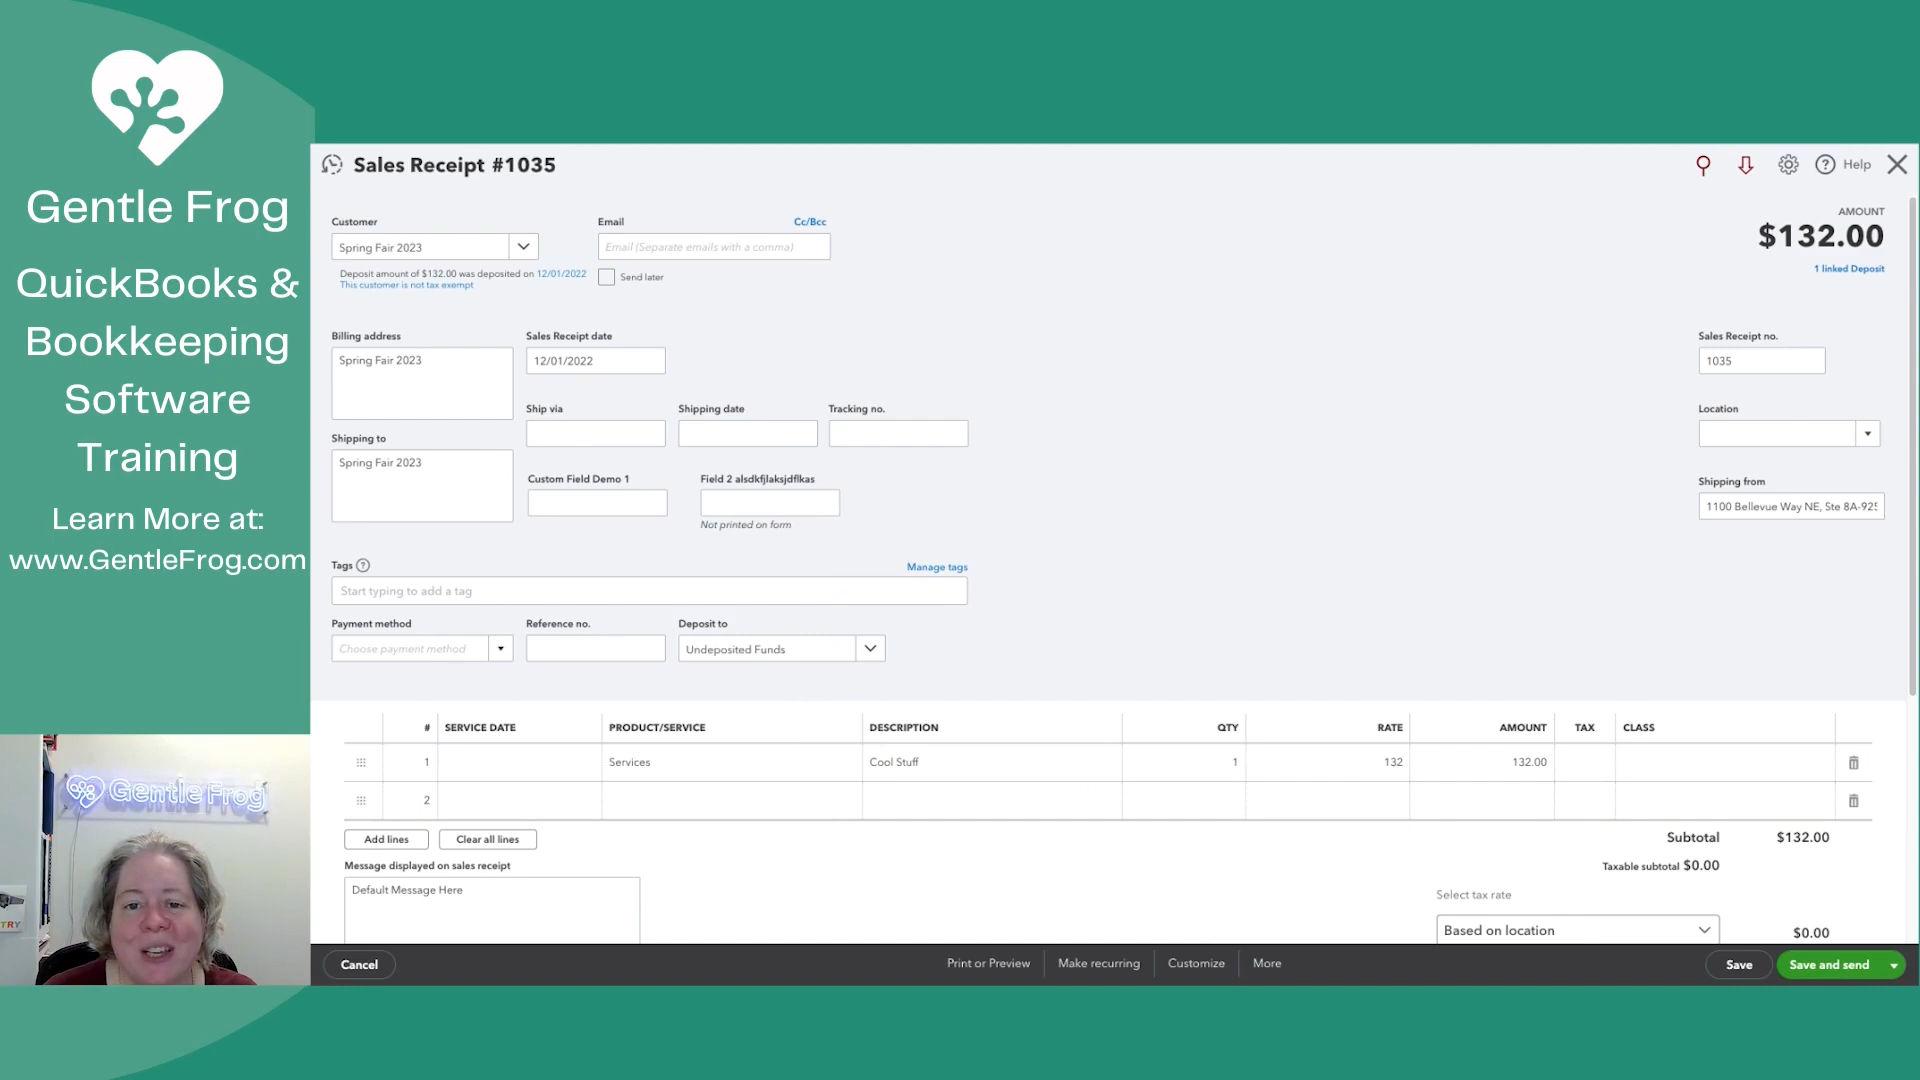 Gentle Frog
QuickBooks &
Bookkeeping
Software
Training
Learn More at:
www.GentleFrog.com
Gentle Frog
TRY
Sales Receipt #1035
Help
Customer
Spring Fair 2023
Deposit amount of $132.00 was deposited on 12/01/2022
This customer is not tax exempt
Email
Cc/Bcc
Email (Separate emails with a comma)
Send later
AMOUNT
$132.00
1 linked Deposit
Billing address
Spring Fair 2023
Sales Receipt date
12/01/2022
Sales Receipt no.
1035
Ship via
Shipping date
Tracking no.
Location
Shipping to
Spring Fair 2023
Custom Field Demo 1
Field 2 alsdkfjlaksjdflkas
Not printed on form
Shipping from
1100 Bellevue Way NE, Ste 8A-925
Tags
Manage tags
Start typing to add a tag
Payment method
Choose payment method
Reference no.
Deposit to
Undeposited Funds
# SERVICE DATE PRODUCT/SERVICE DESCRIPTION QTY RATE AMOUNT TAX CLASS
1 Services Cool Stuff 1 132 132.00
2
Add lines
Clear all lines
Subtotal $132.00
Message displayed on sales receipt
Taxable subtotal $0.00
Default Message Here
Select tax rate
Based on location
$0.00
Cancel
Print or Preview
Make recurring
Customize
More
Save
Save and send